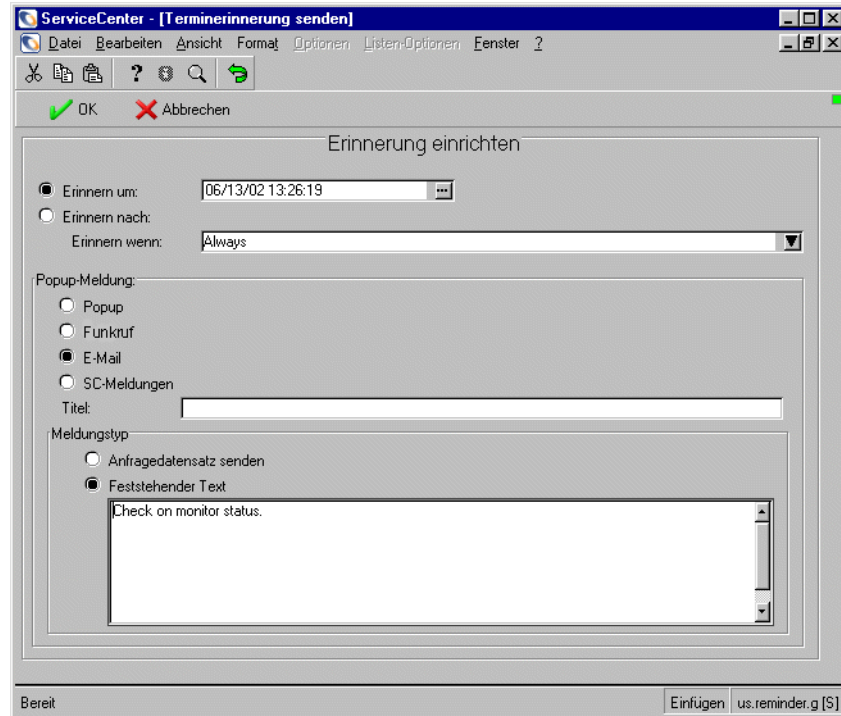 ServiceCenter - [Terminerinnerung senden]
Datei Bearbeiten Ansicht Format Optionen Listen-Optionen Fenster ?
OK Abbrechen
Erinnerung einrichten
Erinnern um: 06/13/02 13:26:19
Erinnern nach:
Erinnern wenn: Always
Popup-Meldung:
Popup
Funkruf
E-Mail
SC-Meldungen
Titel:
Meldungstyp
Anfragedatensatz senden
Feststehender Text
Check on monitor status.
Bereit Einfügen us.reminder.g [S]